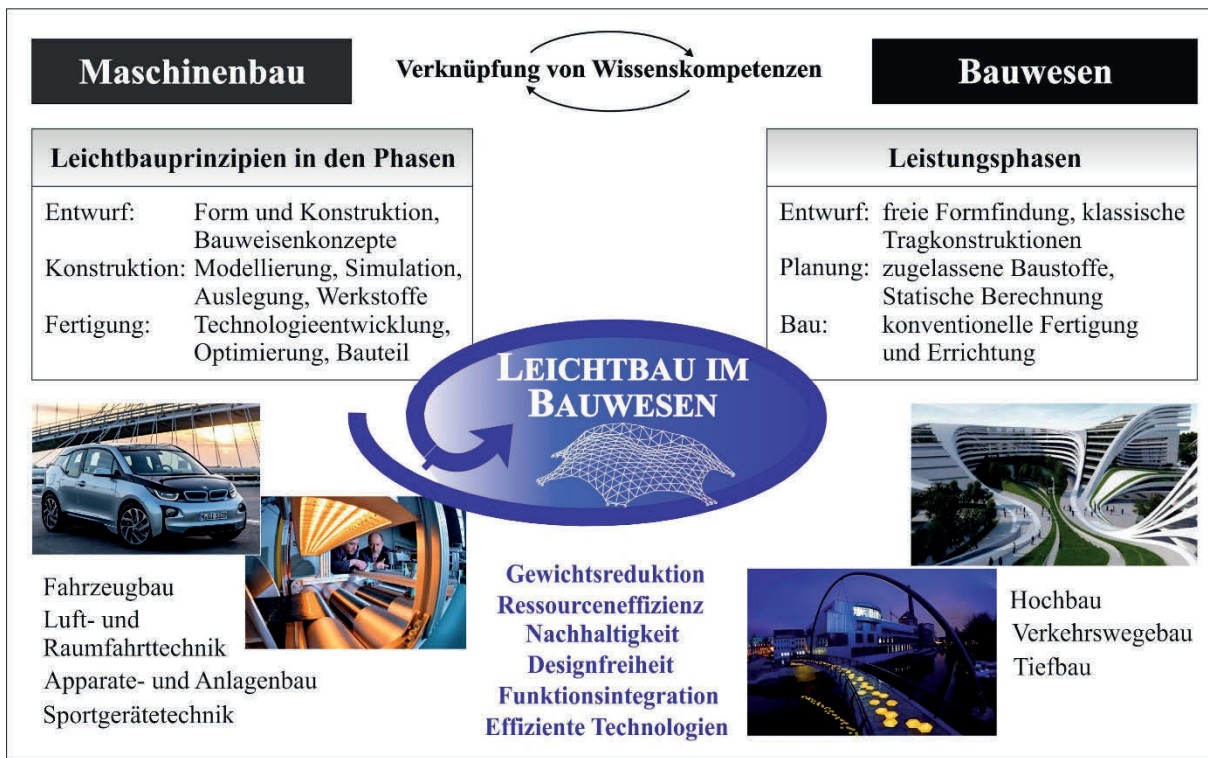 Maschinenbau
Verknüpfung von Wissenskompetenzen
Bauwesen
Leichtbauprinzipien in den Phasen
Entwurf: Form und Konstruktion,
Bauweisenkonzepte
Konstruktion: Modellierung, Simulation,
Auslegung, Werkstoffe
Fertigung: Technologieentwicklung,
Optimierung, Bauteil
Leistungsphasen
Entwurf: freie Formfindung, klassische
Tragkonstruktionen
Planung: zugelassene Baustoffe,
Statische Berechnung
Bau: konventionelle Fertigung
und Errichtung
LEICHTBAU IM
BAUWESEN
Fahrzeugbau
Luft- und
Raumfahrttechnik
Apparate- und Anlagenbau
Sportgerätetechnik
Gewichtsreduktion
Ressourceneffizienz
Nachhaltigkeit
Designfreiheit
Funktionsintegration
Effiziente Technologien
Hochbau
Verkehrswegebau
Tiefbau